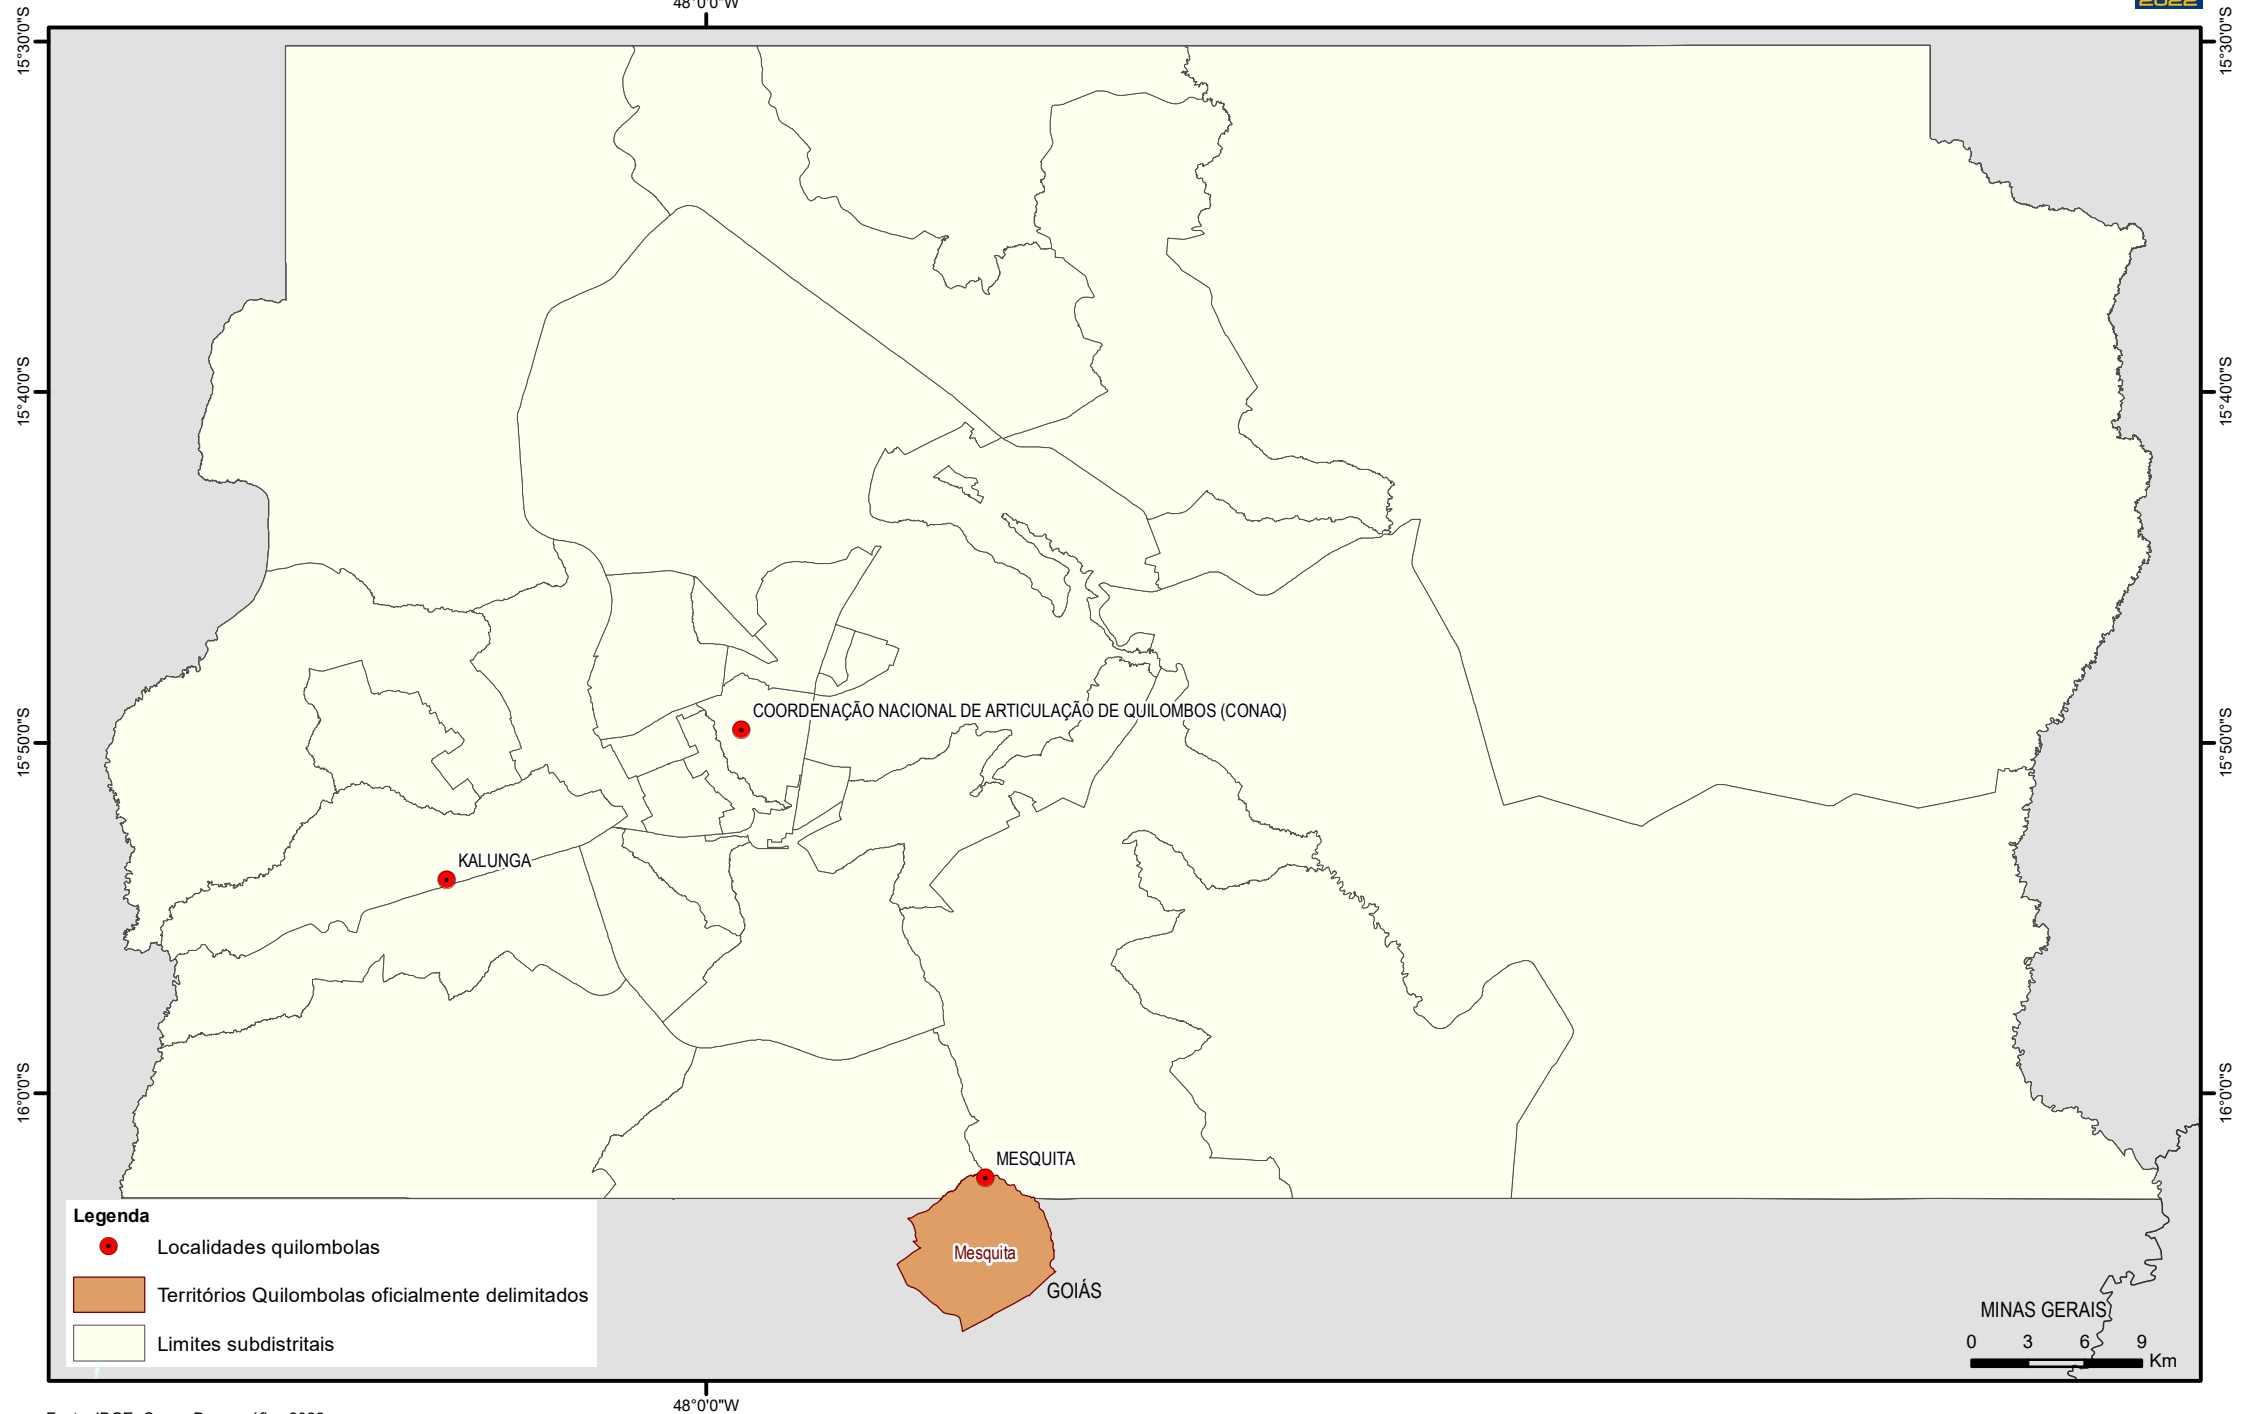 48°0'0"W
2022
15°30'0"S
15°30'0"S
15°40'0"S
15°40'0"S
COORDENAÇÃO NACIONAL DE ARTICULAÇÃO DE QUILOMBOS (CONAQ)
15°50'0"S
15°50'0"S
KALUNGA
16°0'0"S
16°0'0"S
MESQUITA
Mesquita
GOIÁS
MINAS GERAIS
Legenda
Localidades quilombolas
Territórios Quilombolas oficialmente delimitados
Limites subdistritais
0 3 6 9
Km
48°0'0"W